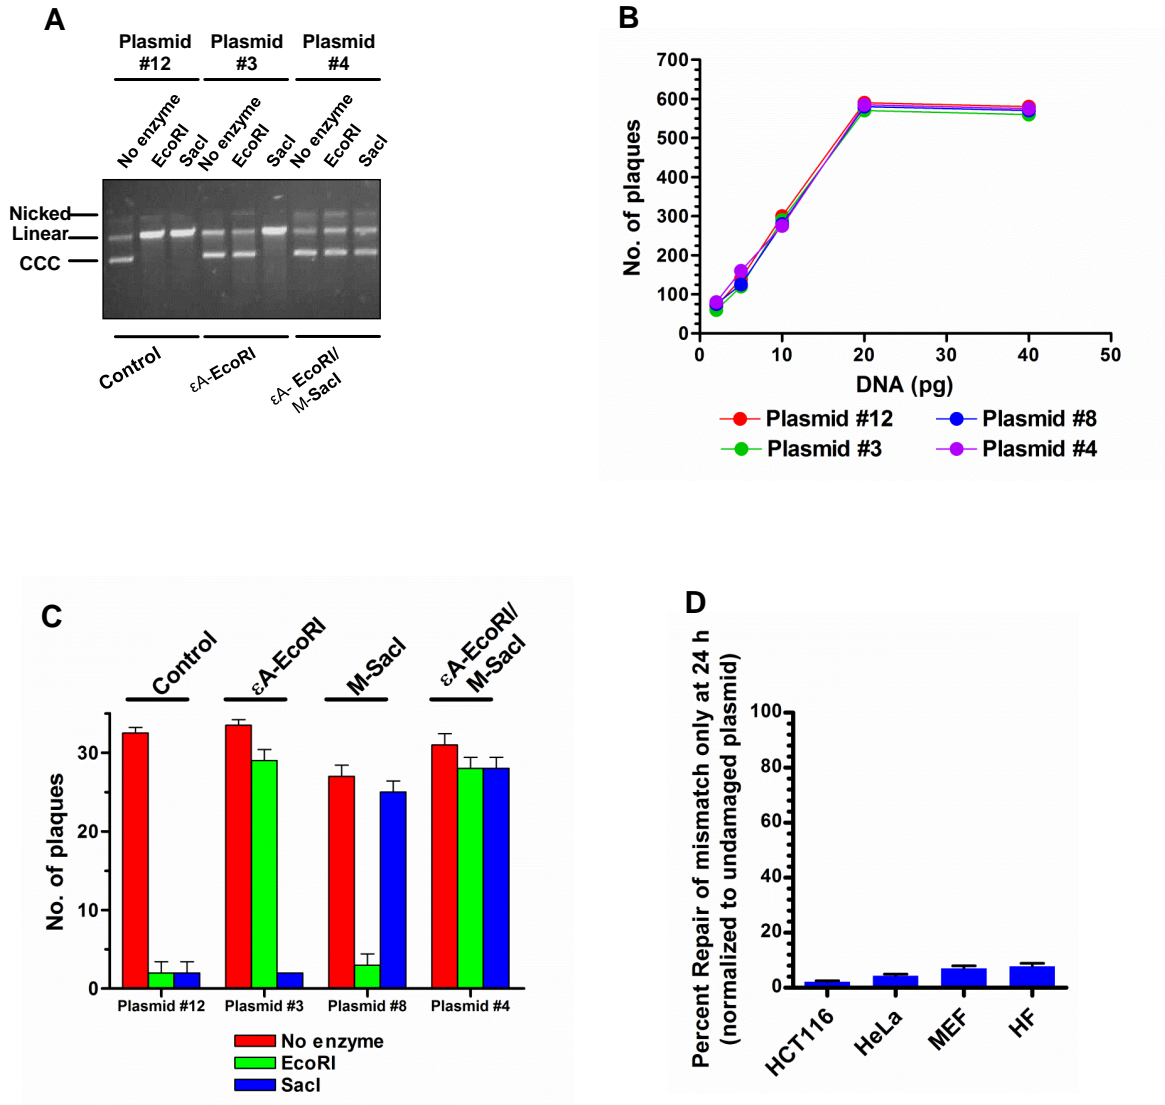 A
Plasmid #12
Plasmid #3
Plasmid #4
No enzyme
EcoRI
SacI
No enzyme
EcoRI
SacI
No enzyme
EcoRI
SacI
Nicked
Linear
CCC
Control
εA-EcoRI
εA- EcoRI/
M-SacI
B
No. of plaques
700
600
500
400
300
200
100
0
0 10 20 30 40 50
DNA (pg)
Plasmid #12
Plasmid #8
Plasmid #3
Plasmid #4
C
Control
εA-EcoRI
M-SacI
εA-EcoRI/
M-SacI
No. of plaques
30
20
10
0
Plasmid #12
Plasmid #3
Plasmid #8
Plasmid #4
No enzyme
EcoRI
SacI
D
Percent Repair of mismatch only at 24 h
(normalized to undamaged plasmid)
100
80
60
40
20
0
HCT116
HeLa
MEF
HF